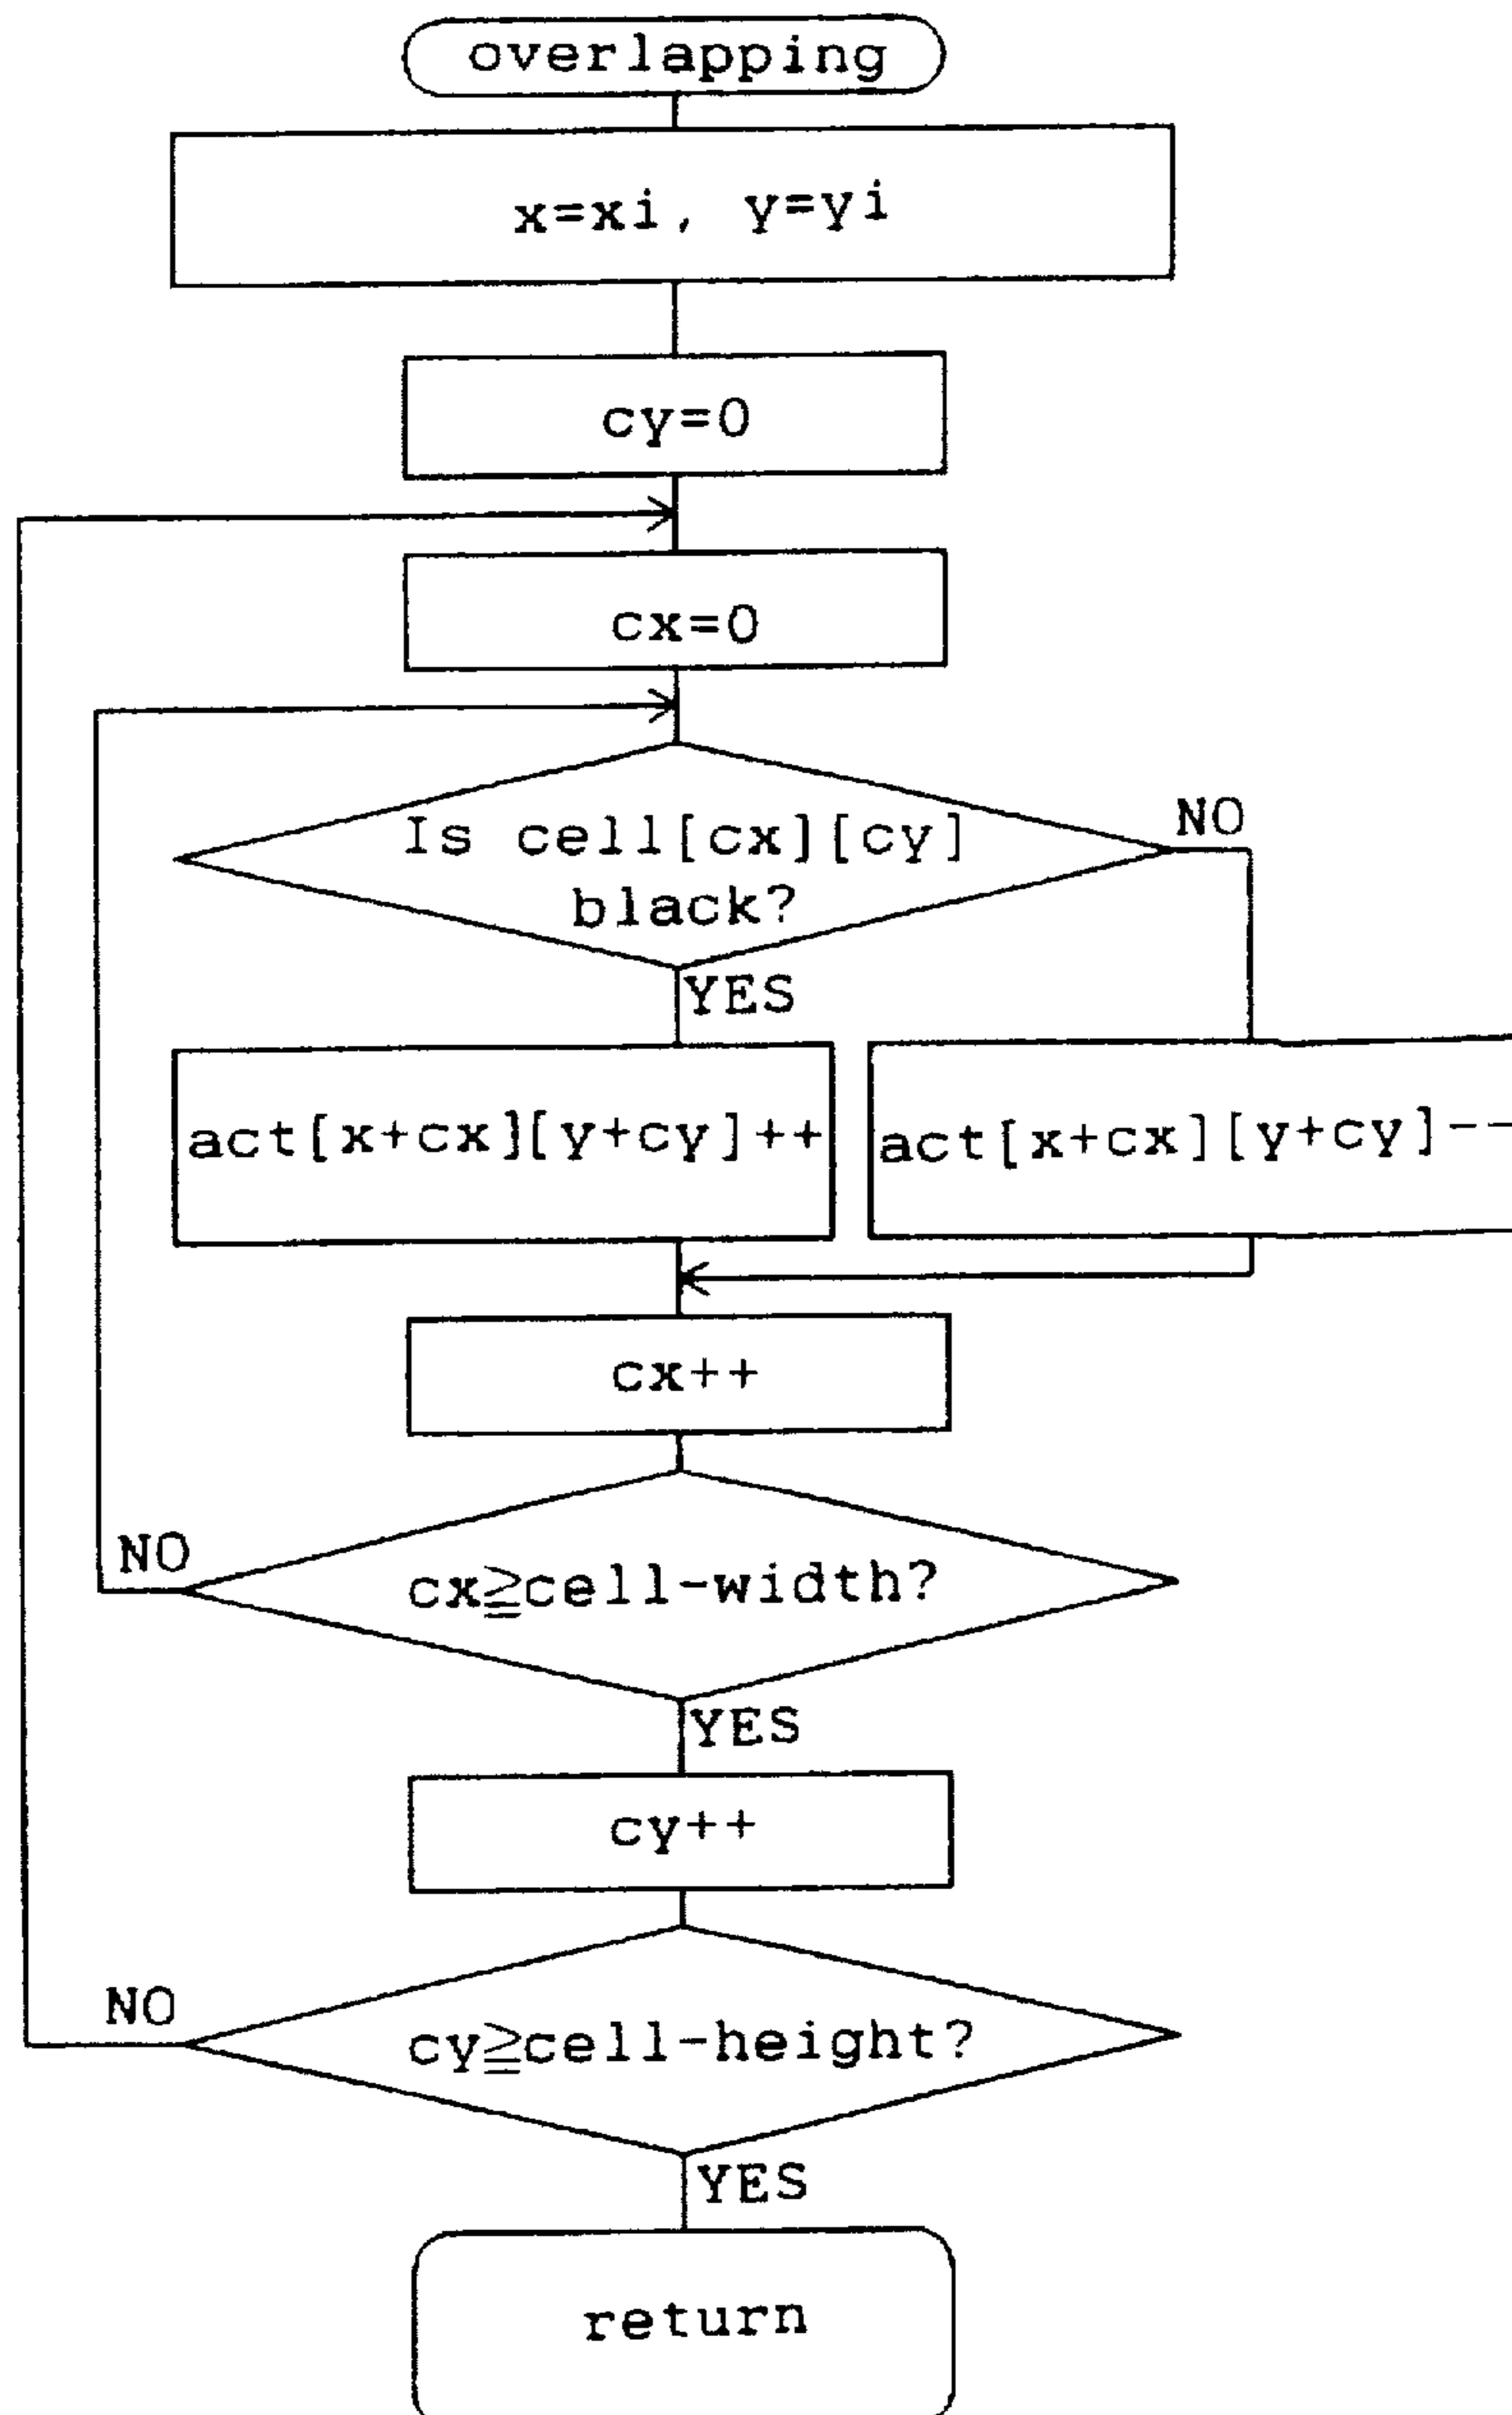 overlapping
x=xi, y=yi
cy=0
cx=0
Is cell[cx][cy]
black?
NO
YES
act[x+cx][y+cy]++
act[x+cx][y+cy]--
cx++
NO
cx≧cell-width?
YES
cy++
NO
cy≧cell-height?
YES
return